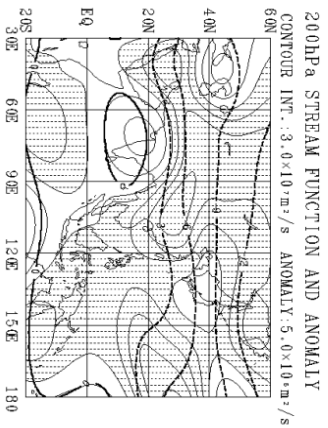 200hPa STREAM FUNCTION AND ANOMALY
CONTOUR INT.:3.0×10⁷m²/s ANOMALY 5.0×10⁶m²/s
60N
40N
20N
EQ
20S
30E 60E 90E 120E 150E 180